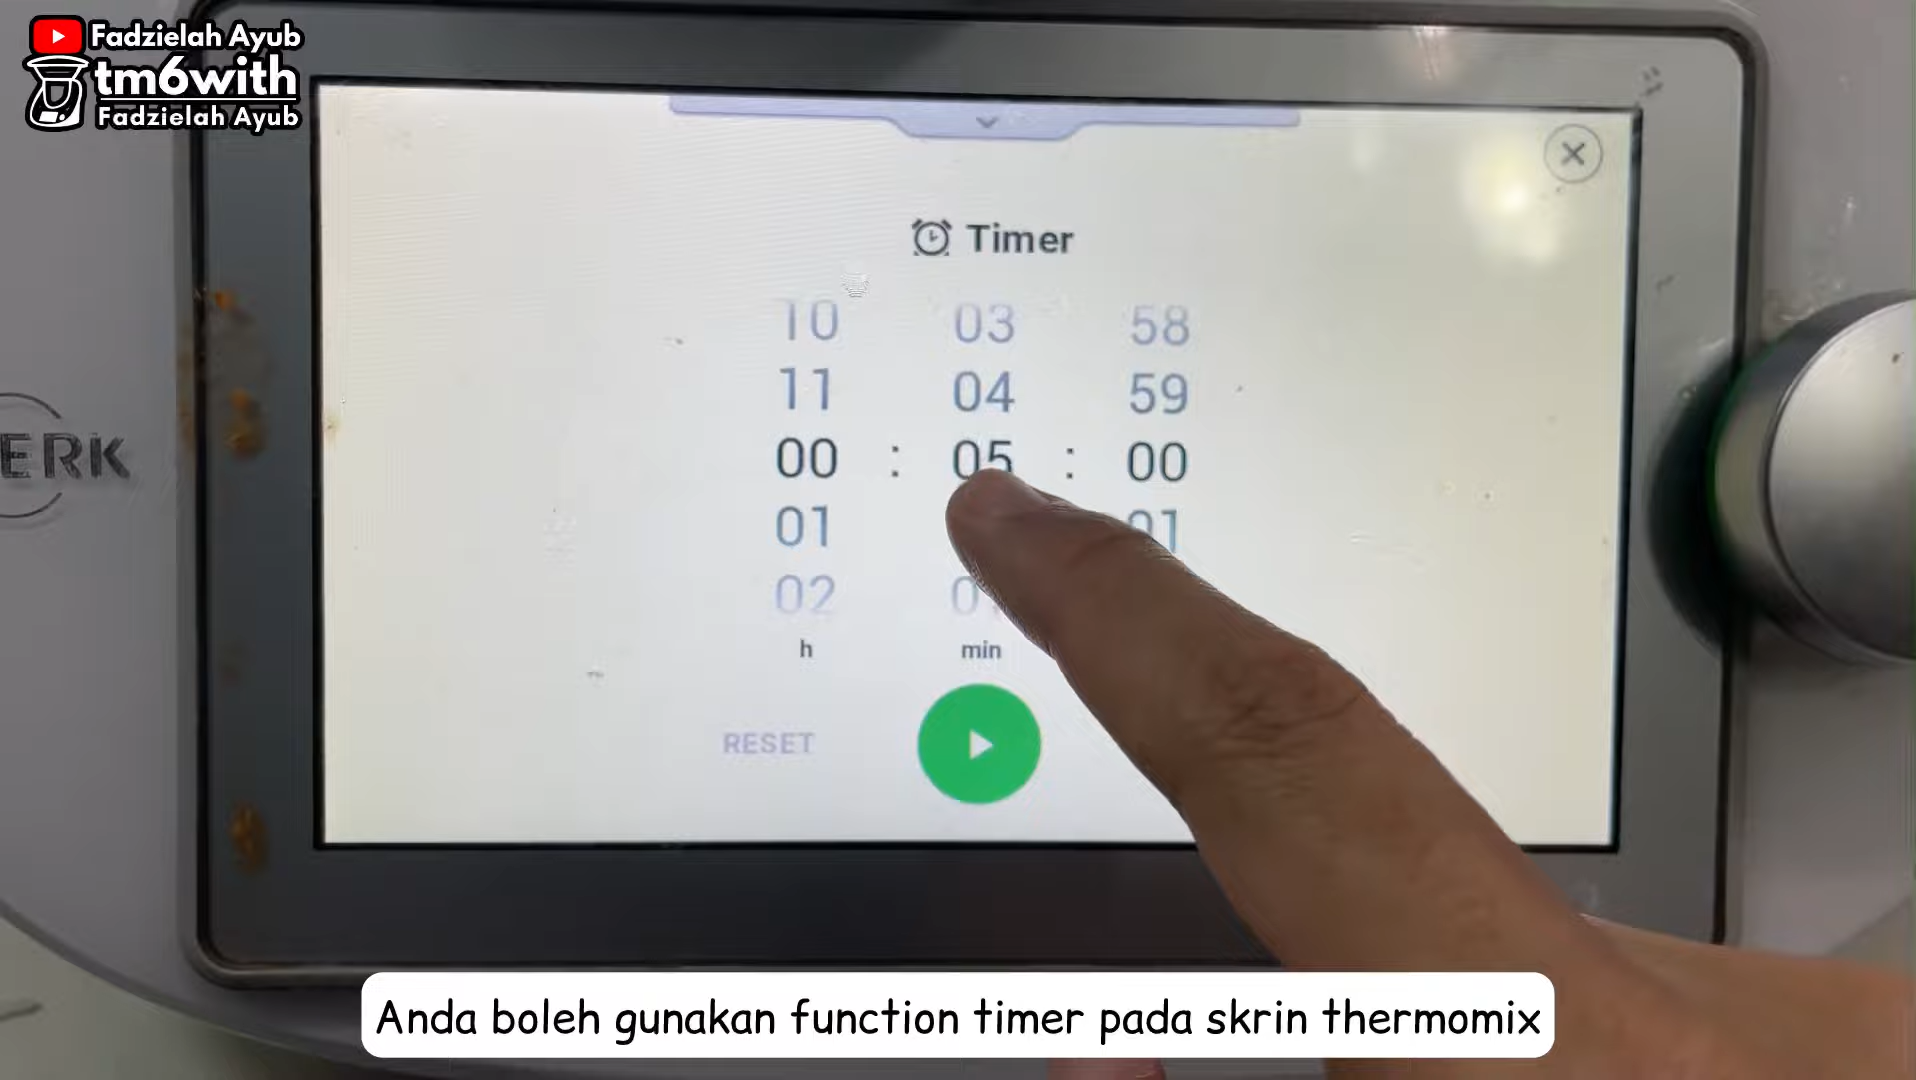 Fadzielah Ayub
tm6with
Fadzielah Ayub
Timer
10 03 58
11 04 59
00 : 05 : 00
01 01
02
h min
RESET
ERK
Anda boleh gunakan function timer pada skrin thermomix